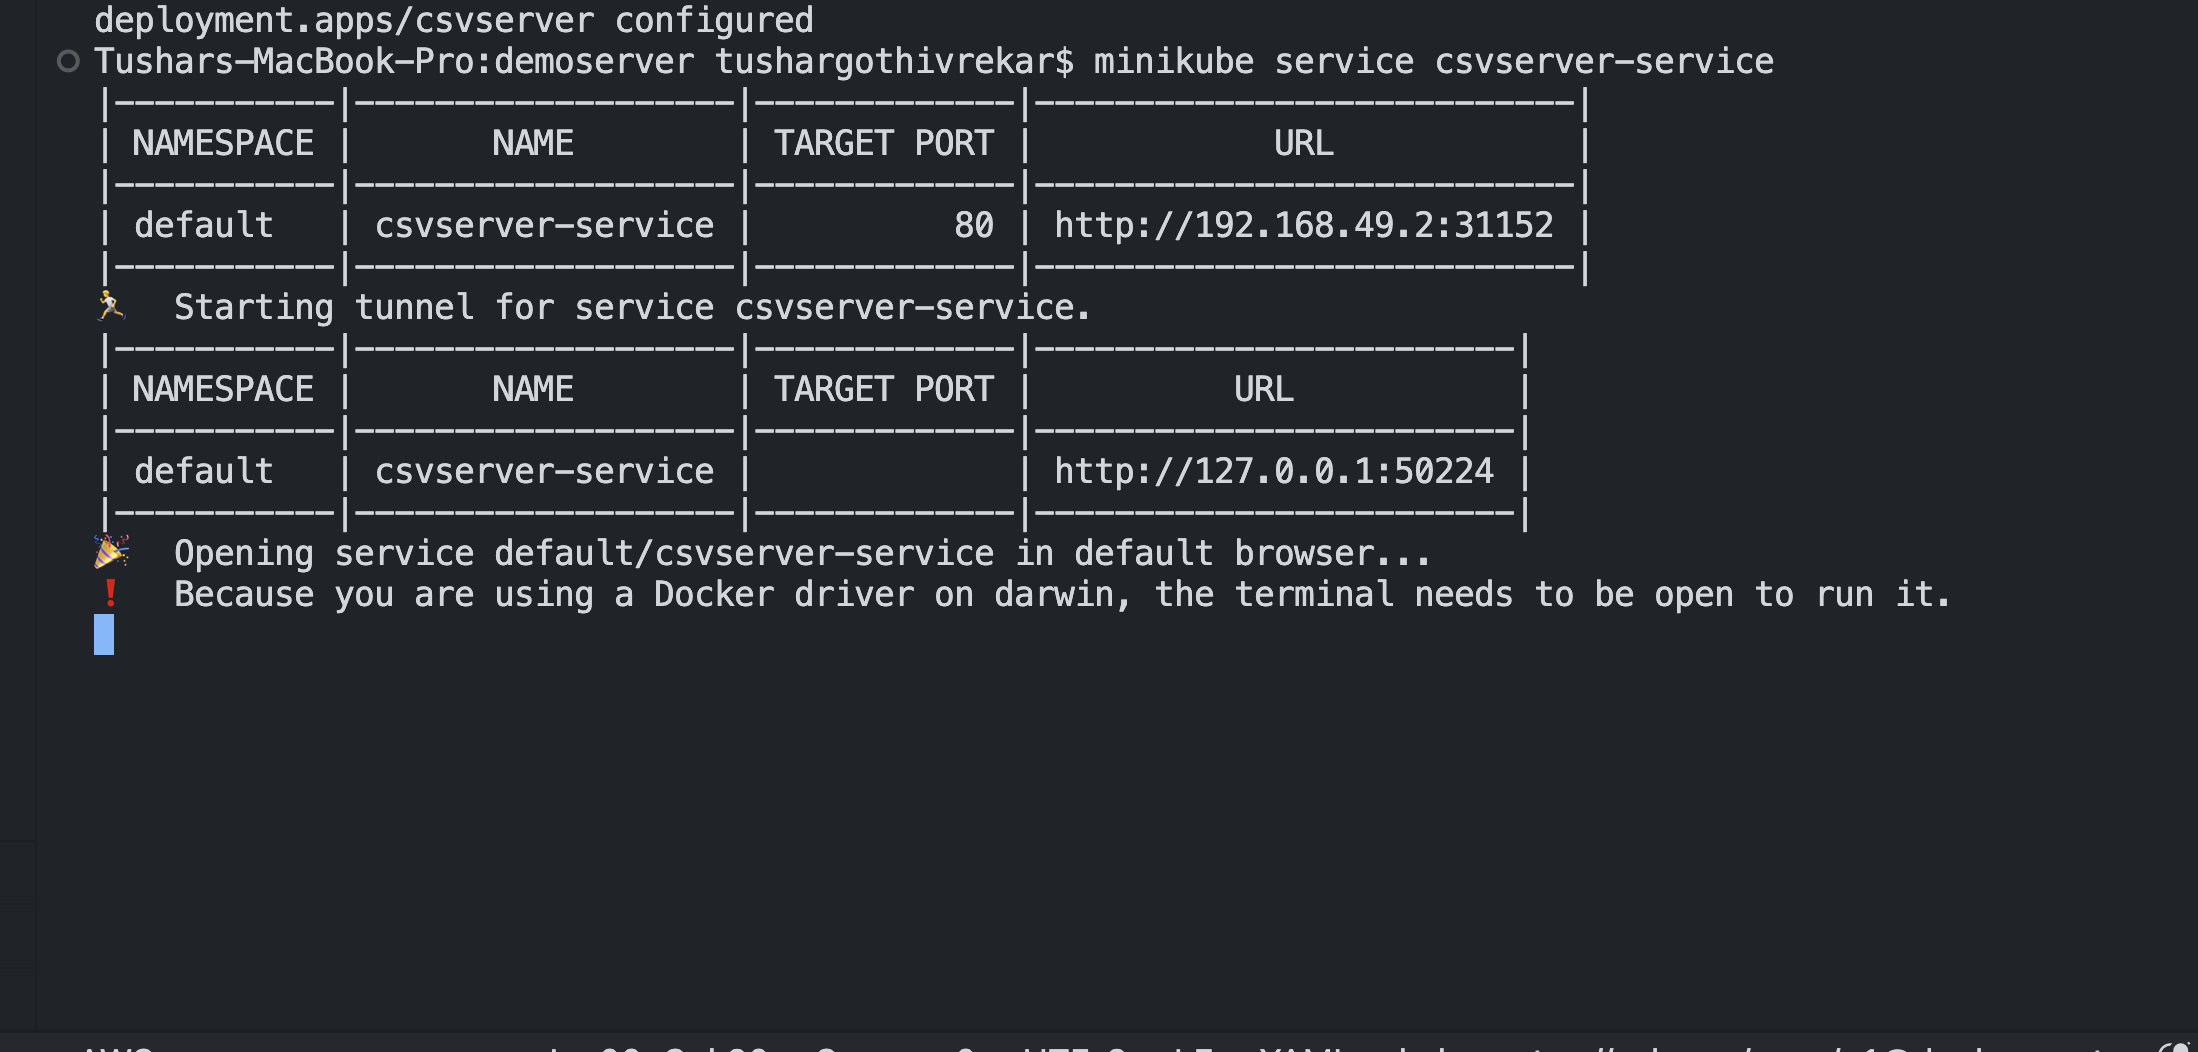 deployment.apps/csvserver configured
Tushars-MacBook-Pro:demoserver tushargothivrekar$ minikube service csvserver-service
|-----------|-------------------|-------------|---------------------------|
| NAMESPACE |       NAME        | TARGET PORT |            URL            |
|-----------|-------------------|-------------|---------------------------|
| default   | csvserver-service |          80 | http://192.168.49.2:31152 |
|-----------|-------------------|-------------|---------------------------|
🏃  Starting tunnel for service csvserver-service.
|-----------|-------------------|-------------|------------------------|
| NAMESPACE |       NAME        | TARGET PORT |          URL           |
|-----------|-------------------|-------------|------------------------|
| default   | csvserver-service |             | http://127.0.0.1:50224 |
|-----------|-------------------|-------------|------------------------|
🎉  Opening service default/csvserver-service in default browser...
❗  Because you are using a Docker driver on darwin, the terminal needs to be open to run it.